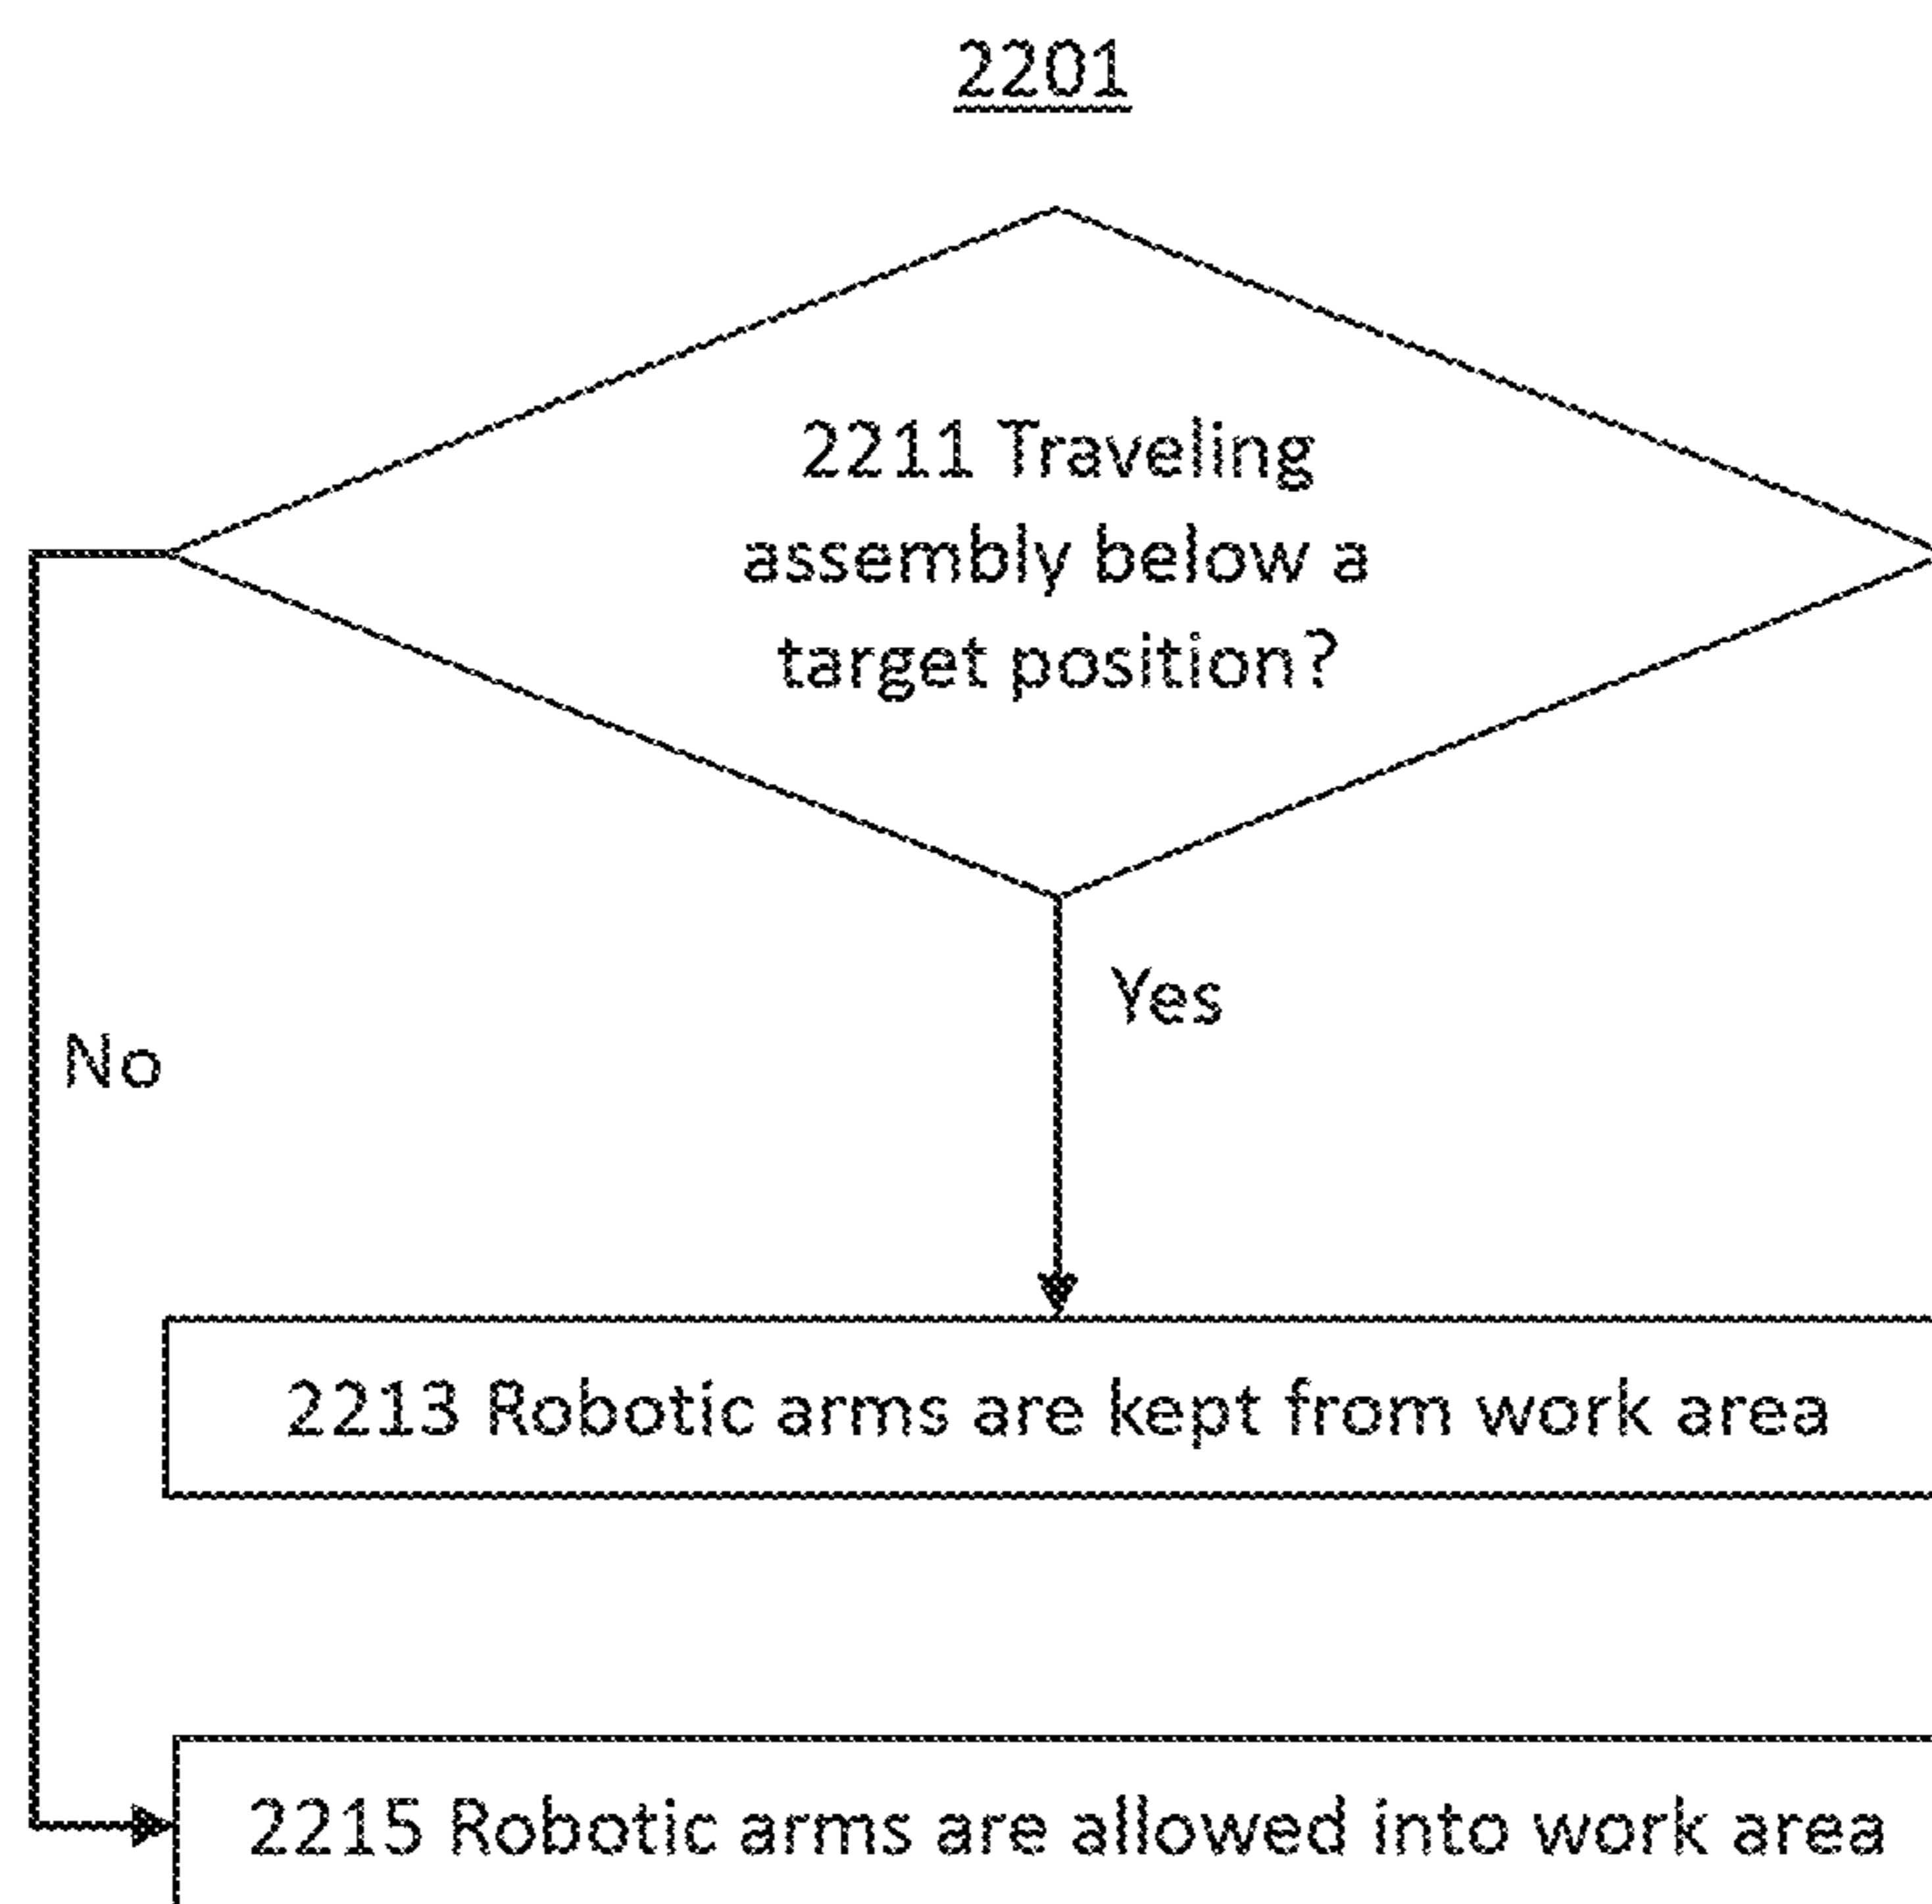 2201
2211 Traveling
assembly below a
target position?
Yes
No
2213 Robotic arms are kept from work area
2215 Robotic arms are allowed into work area